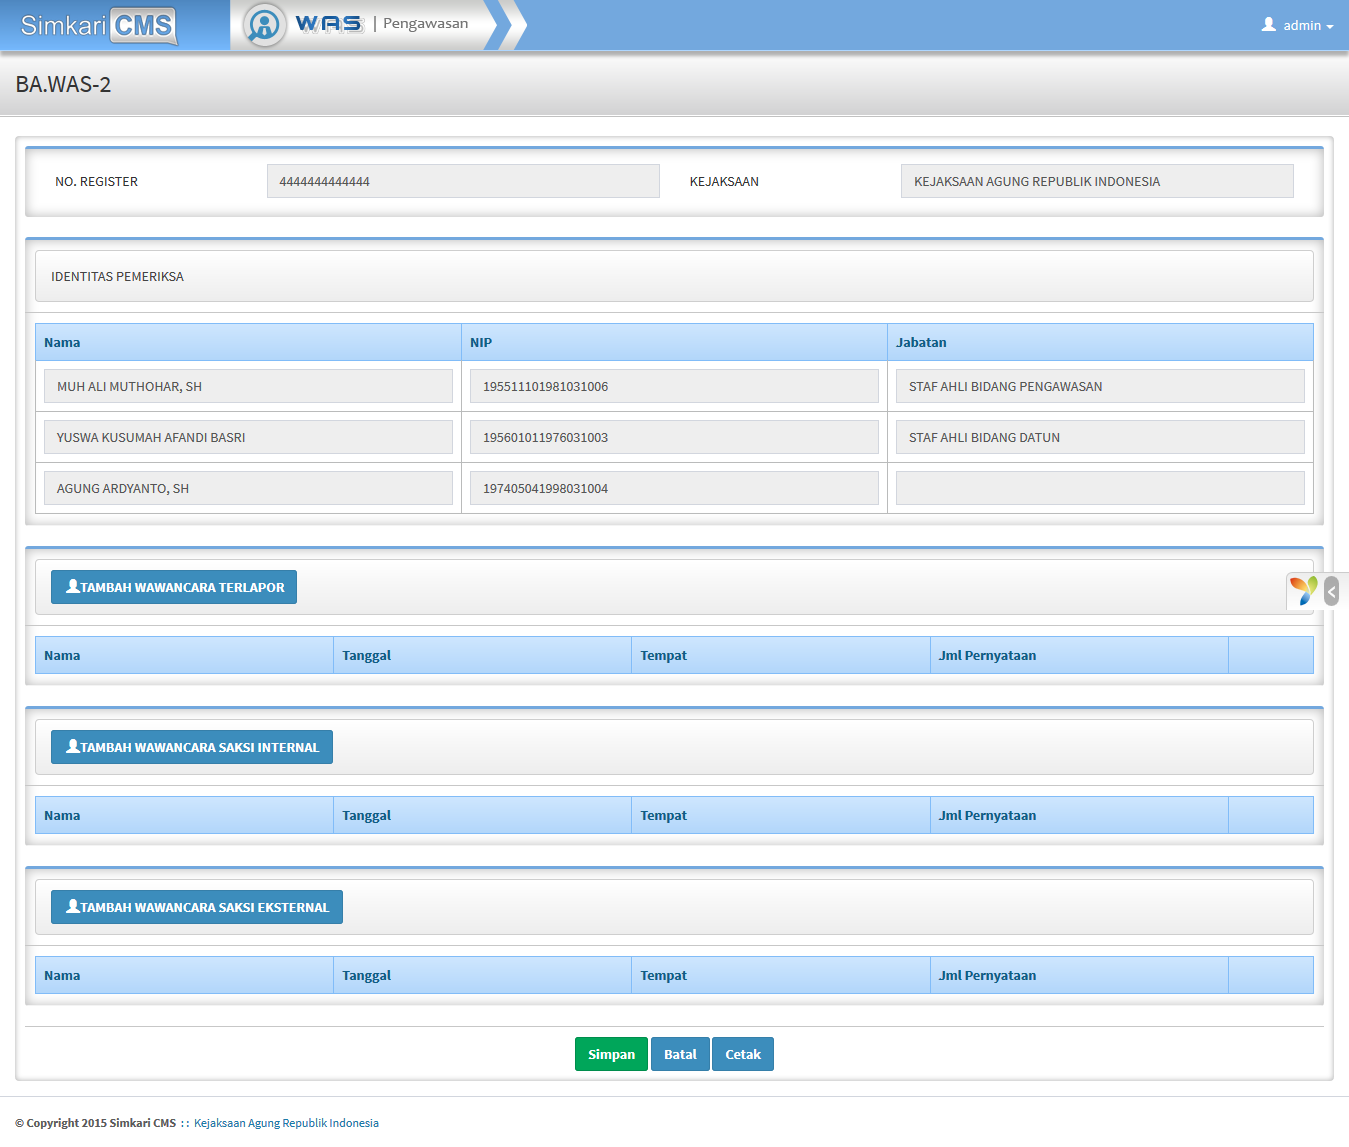 Simkari CMS WAS | Pengawasan admin
BA.WAS-2
NO. REGISTER 4444444444444 KEJAKSAAN KEJAKSAAN AGUNG REPUBLIK INDONESIA
IDENTITAS PEMERIKSA
Nama NIP Jabatan
MUH ALI MUTHOHAR, SH 195511101981031006 STAF AHLI BIDANG PENGAWASAN
YUSWA KUSUMAH AFANDI BASRI 195601011976031003 STAF AHLI BIDANG DATUN
AGUNG ARDYANTO, SH 197405041998031004
TAMBAH WAWANCARA TERLAPOR
Nama Tanggal Tempat Jml Pernyataan
TAMBAH WAWANCARA SAKSI INTERNAL
Nama Tanggal Tempat Jml Pernyataan
TAMBAH WAWANCARA SAKSI EKSTERNAL
Nama Tanggal Tempat Jml Pernyataan
Simpan Batal Cetak
© Copyright 2015 Simkari CMS :: Kejaksaan Agung Republik Indonesia